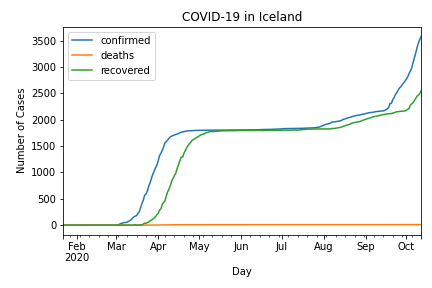 COVID-19 in Iceland
confirmed
deaths
recovered
Number of Cases
3500
3000
2500
2000
1500
1000
500
0
Feb Mar Apr May Jun Jul Aug Sep Oct
2020
Day